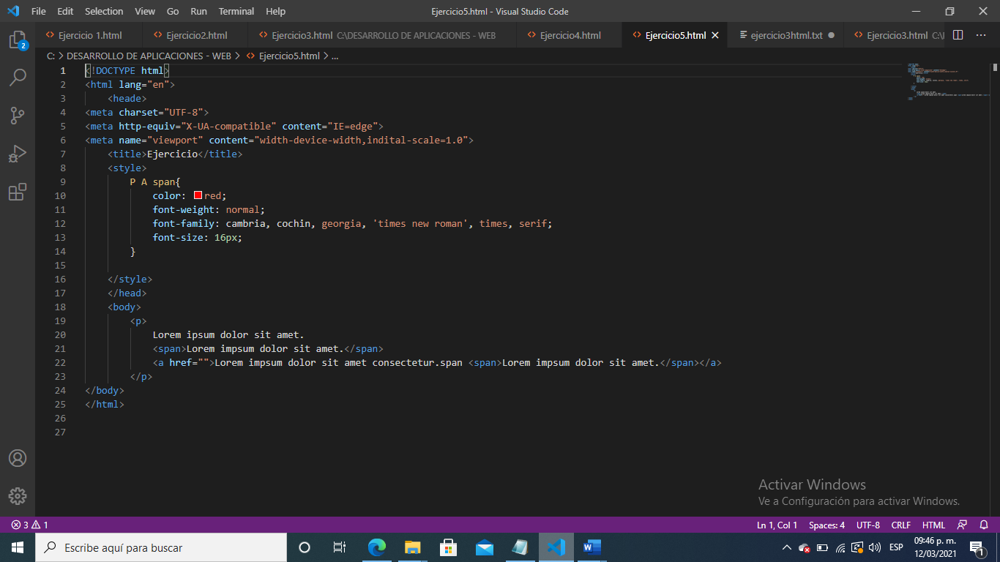 File Edit Selection View Go Run Terminal Help
Ejercicio5.html - Visual Studio Code
Ejercicio 1.html
Ejercicio2.html
Ejercicio3.html C:\DESARROLLO DE APLICACIONES - WEB
Ejercicio4.html
Ejercicio5.html
ejercicio3html.txt
Ejercicio3.html C:\
C: > DESARROLLO DE APLICACIONES - WEB > Ejercicio5.html > ...
1 <!DOCTYPE html>
2 <html lang="en">
3 <heade>
4 <meta charset="UTF-8">
5 <meta http-equiv="X-UA-compatible" content="IE=edge">
6 <meta name="viewport" content="width-device-width,indital-scale=1.0">
7 <title>Ejercicio</title>
8 <style>
9 P A span{
10 color: red;
11 font-weight: normal;
12 font-family: cambria, cochin, georgia, 'times new roman', times, serif;
13 font-size: 16px;
14 }
15
16 </style>
17 </head>
18 <body>
19 <p>
20 Lorem ipsum dolor sit amet.
21 <span>Lorem impsum dolor sit amet.</span>
22 <a href="">Lorem impsum dolor sit amet consectetur.span <span>Lorem impsum dolor sit amet.</span></a>
23 </p>
24 </body>
25 </html>
26
27
2
Activar Windows
Ve a Configuración para activar Windows.
3 1
Ln 1, Col 1 Spaces: 4 UTF-8 CRLF HTML
Escribe aquí para buscar
ESP
09:46 p. m.
12/03/2021
1